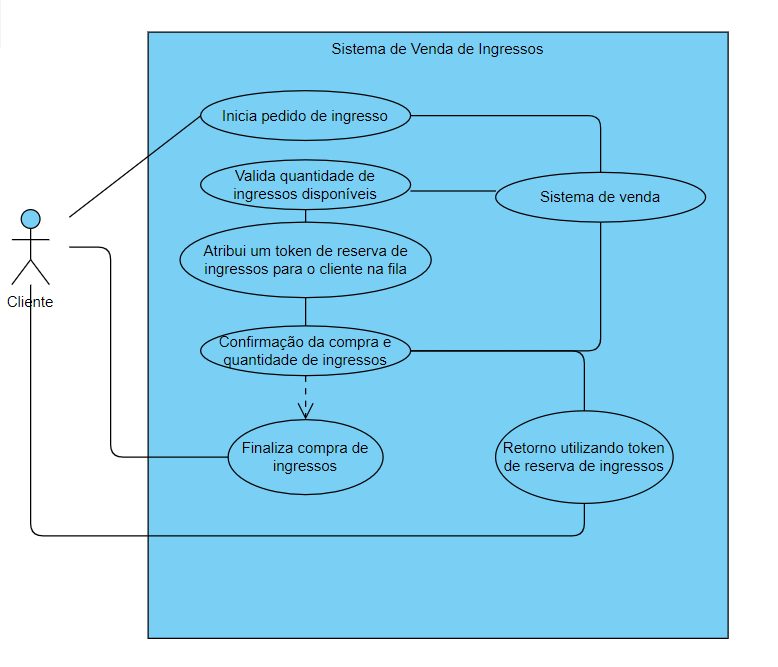 Sistema de Venda de Ingressos
Inicia pedido de ingresso
Valida quantidade de
ingressos disponíveis
Sistema de venda
Atribui um token de reserva de
ingressos para o cliente na fila
Cliente
Confirmação da compra e
quantidade de ingressos
Finaliza compra de
ingressos
Retorno utilizando token
de reserva de ingressos